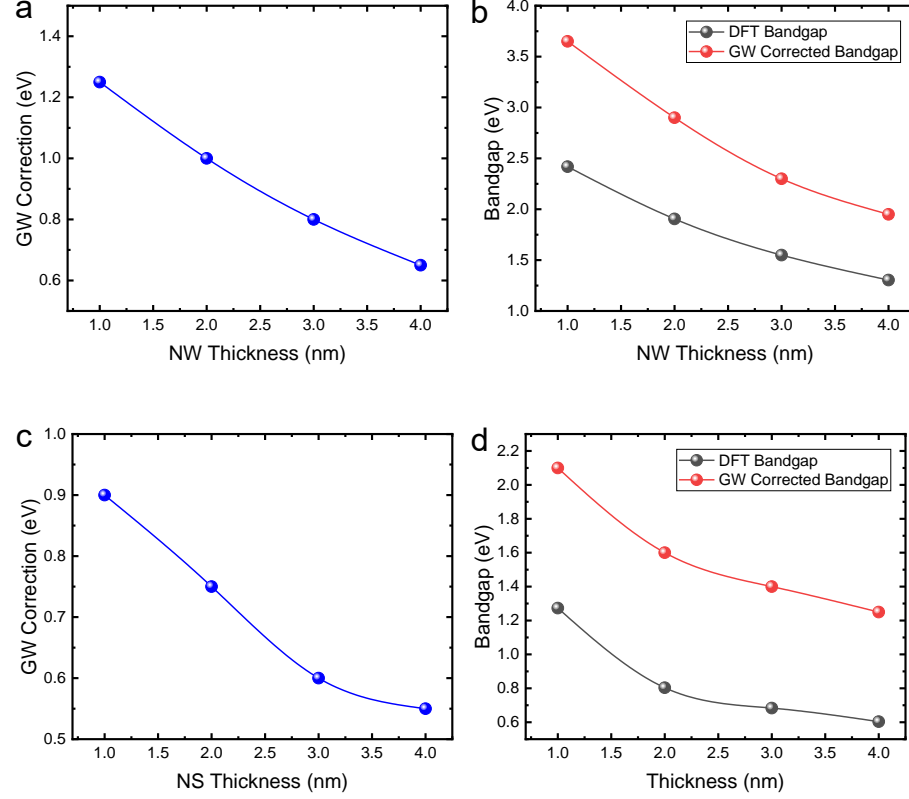 a
GW Correction (eV)
1.4
1.2
1.0
0.8
0.6
1.0 1.5 2.0 2.5 3.0 3.5 4.0
NW Thickness (nm)
b
Bandgap (eV)
4.0
3.5
3.0
2.5
2.0
1.5
1.0
DFT Bandgap
GW Corrected Bandgap
1.0 1.5 2.0 2.5 3.0 3.5 4.0
NW Thickness (nm)
c
GW Correction (eV)
1.0
0.9
0.8
0.7
0.6
0.5
1.0 1.5 2.0 2.5 3.0 3.5 4.0
NS Thickness (nm)
d
Bandgap (eV)
2.2
2.0
1.8
1.6
1.4
1.2
1.0
0.8
0.6
DFT Bandgap
GW Corrected Bandgap
1.0 1.5 2.0 2.5 3.0 3.5 4.0
Thickness (nm)